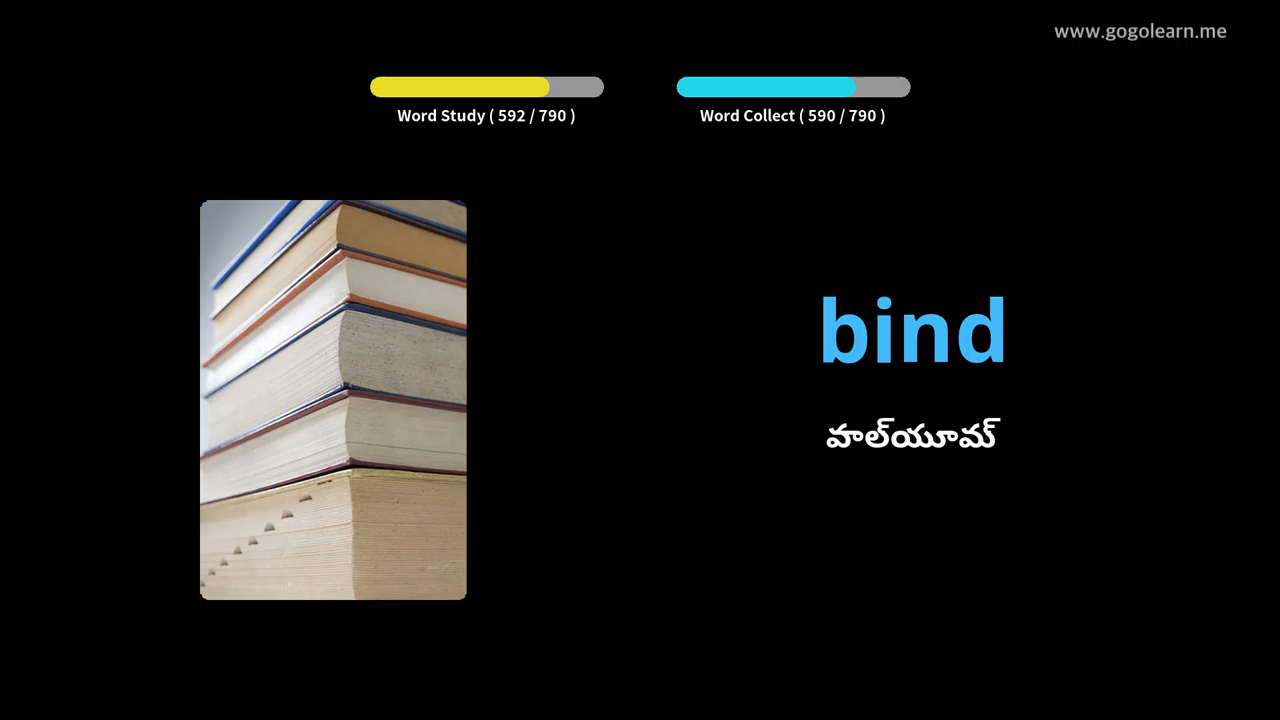 www.gogolearn.me
Word Study ( 592 / 790 )
Word Collect ( 590 / 790 )
bind
వాల్‌యూమ్